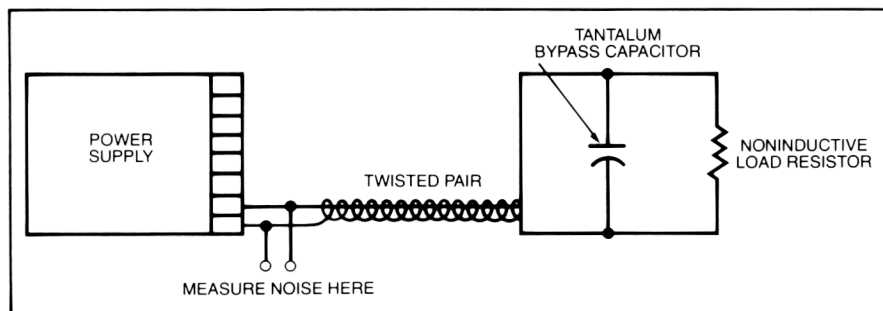 TANTALUM
BYPASS CAPACITOR
POWER
SUPPLY
NONINDUCTIVE
LOAD RESISTOR
TWISTED PAIR
MEASURE NOISE HERE